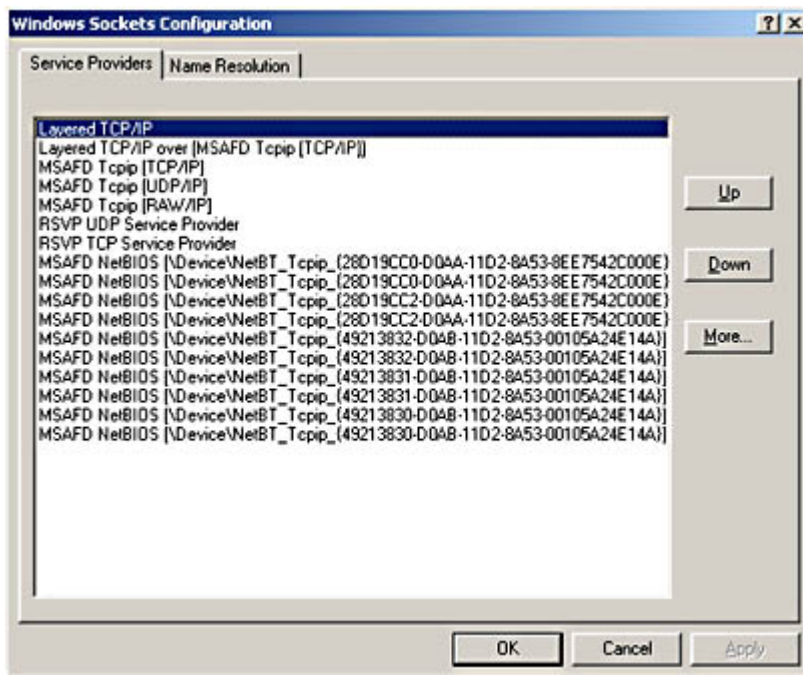 Windows Sockets Configuration
Service Providers
Name Resolution
Layered TCP/IP
Layered TCP/IP over [MSAFD Tcpip [TCP/IP]]
MSAFD Tcpip [TCP/IP]
MSAFD Tcpip [UDP/IP]
MSAFD Tcpip [RAW/IP]
RSVP UDP Service Provider
RSVP TCP Service Provider
MSAFD NetBIOS [\Device\NetBT_Tcpip_{28D19CC0-D0AA-11D2-8A53-8EE7542C000E}
MSAFD NetBIOS [\Device\NetBT_Tcpip_{28D19CC0-D0AA-11D2-8A53-8EE7542C000E}
MSAFD NetBIOS [\Device\NetBT_Tcpip_{28D19CC2-D0AA-11D2-8A53-8EE7542C000E}
MSAFD NetBIOS [\Device\NetBT_Tcpip_{28D19CC2-D0AA-11D2-8A53-8EE7542C000E}
MSAFD NetBIOS [\Device\NetBT_Tcpip_{49213832-D0AB-11D2-8A53-00105A24E14A}]
MSAFD NetBIOS [\Device\NetBT_Tcpip_{49213832-D0AB-11D2-8A53-00105A24E14A}]
MSAFD NetBIOS [\Device\NetBT_Tcpip_{49213831-D0AB-11D2-8A53-00105A24E14A}]
MSAFD NetBIOS [\Device\NetBT_Tcpip_{49213831-D0AB-11D2-8A53-00105A24E14A}]
MSAFD NetBIOS [\Device\NetBT_Tcpip_{49213830-D0AB-11D2-8A53-00105A24E14A}]
MSAFD NetBIOS [\Device\NetBT_Tcpip_{49213830-D0AB-11D2-8A53-00105A24E14A}]
Up
Down
More...
OK
Cancel
Apply